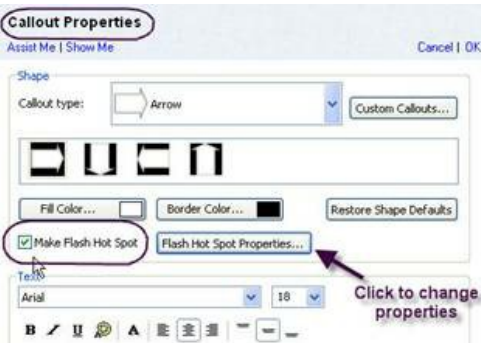 Callout Properties
Assist Me | Show Me
Cancel | OK
Shape
Callout type:
Arrow
Custom Callouts...
Fill Color...
Border Color...
Restore Shape Defaults
Make Flash Hot Spot
Flash Hot Spot Properties...
Text
Arial
18
Click to change
properties
B I U A